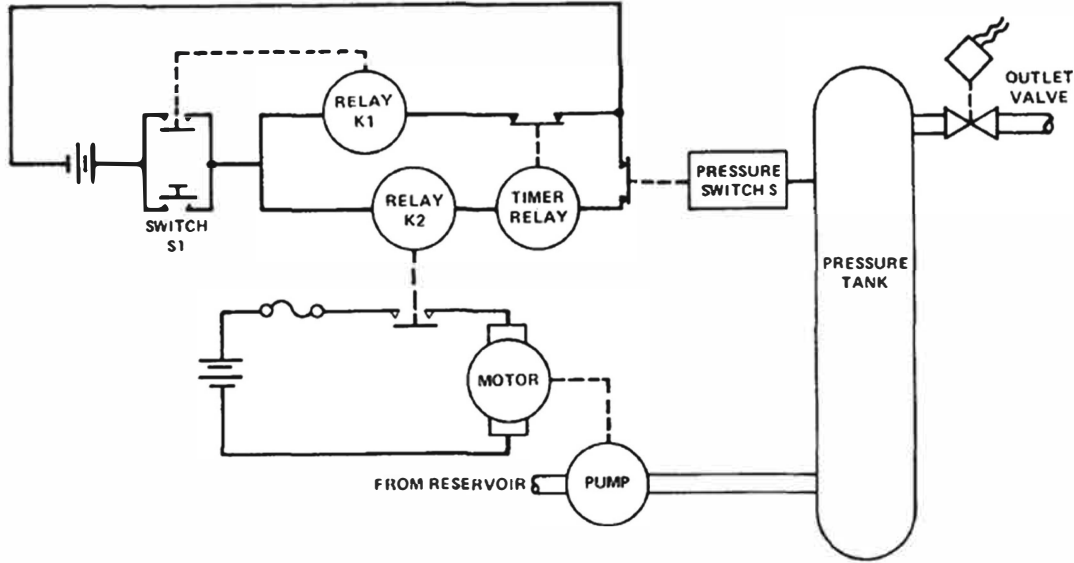 RELAY
K1
OUTLET
VALVE
SWITCH
S1
RELAY
K2
TIMER
RELAY
PRESSURE
SWITCH S
PRESSURE
TANK
MOTOR
FROM RESERVOIR
PUMP